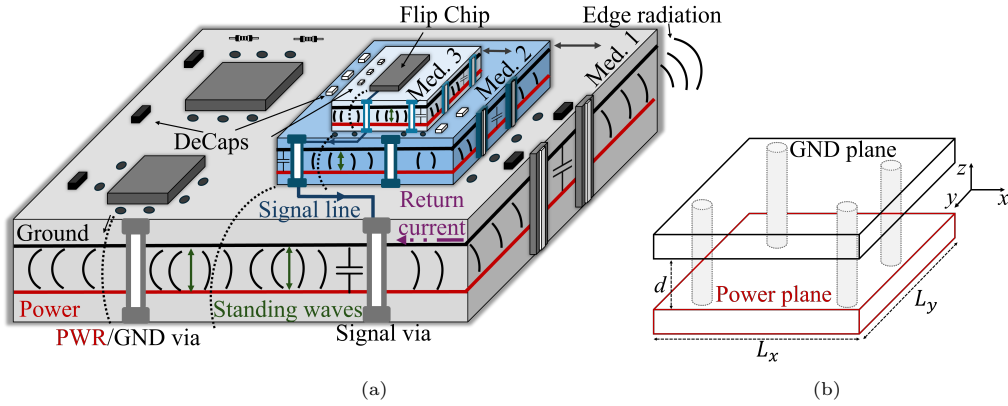 Flip Chip
Edge radiation
Med. 1
Med. 2
Med. 3
DeCaps
Signal line
Return
current
Ground
Power
Standing waves
PWR/GND via
Signal via
(a)
GND plane
z
y
x
d
Power plane
L_y
L_x
(b)